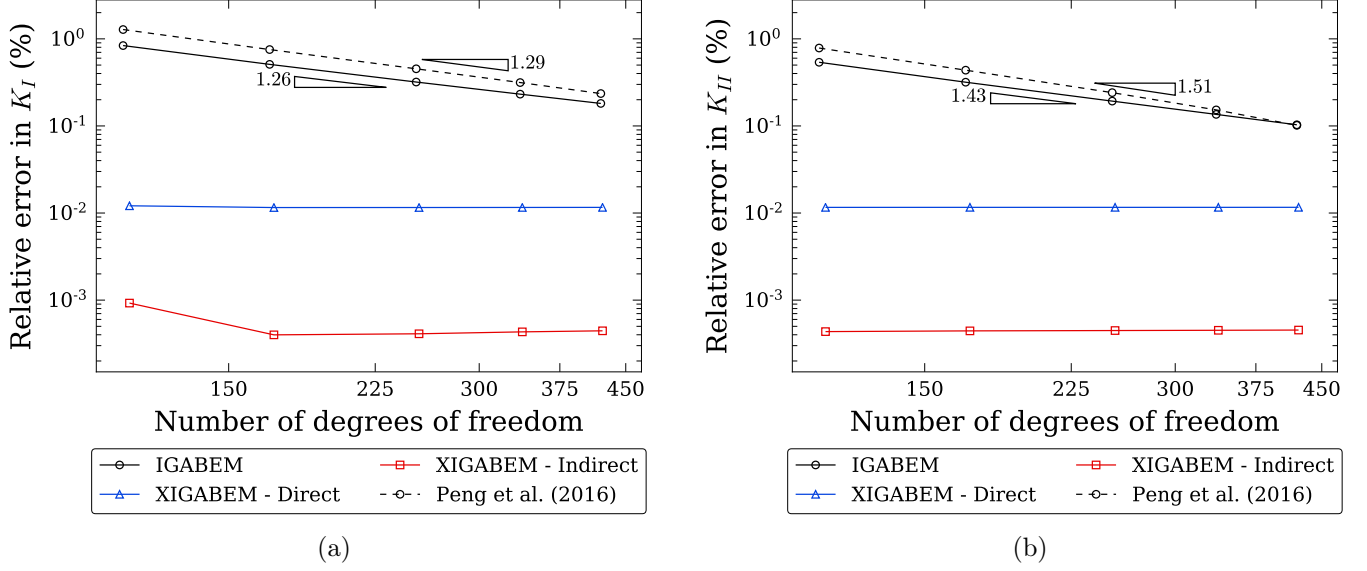 Relative error in K_I (%)
10^0
10^-1
10^-2
10^-3
1.26
1.29
150 225 300 375 450
Number of degrees of freedom
IGABEM
XIGABEM - Direct
XIGABEM - Indirect
Peng et al. (2016)
(a)
Relative error in K_II (%)
10^0
10^-1
10^-2
10^-3
1.43
1.51
150 225 300 375 450
Number of degrees of freedom
IGABEM
XIGABEM - Direct
XIGABEM - Indirect
Peng et al. (2016)
(b)